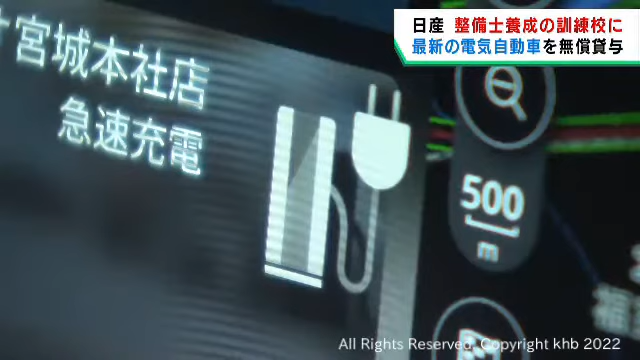 日産 整備士養成の訓練校に
最新の電気自動車を無償貸与
宮城本社店
急速充電
500
m
All Rights Reserved, Copyright khb 2022